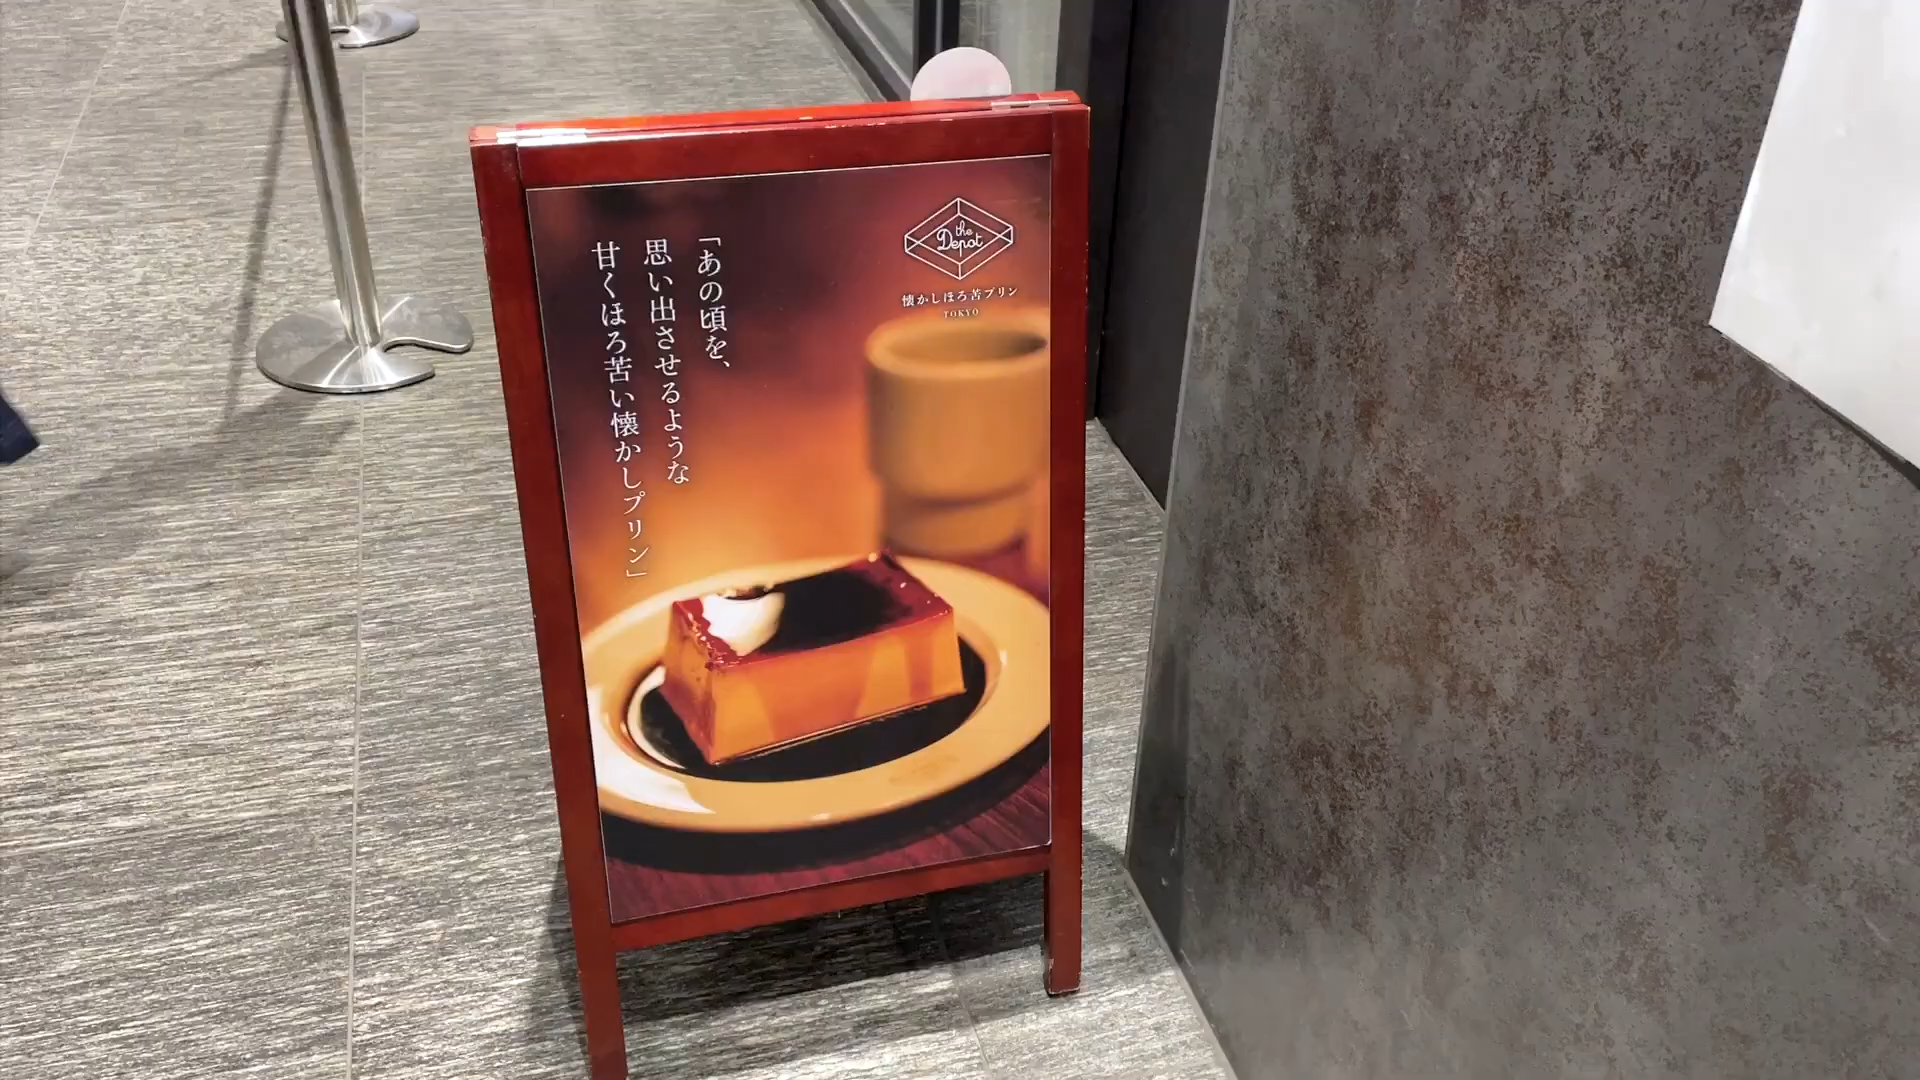 「あの頃を、
思い出させるような
甘くほろ苦い懐かしプリン」
the
Depot
懐かしほろ苦プリン
TOKYO